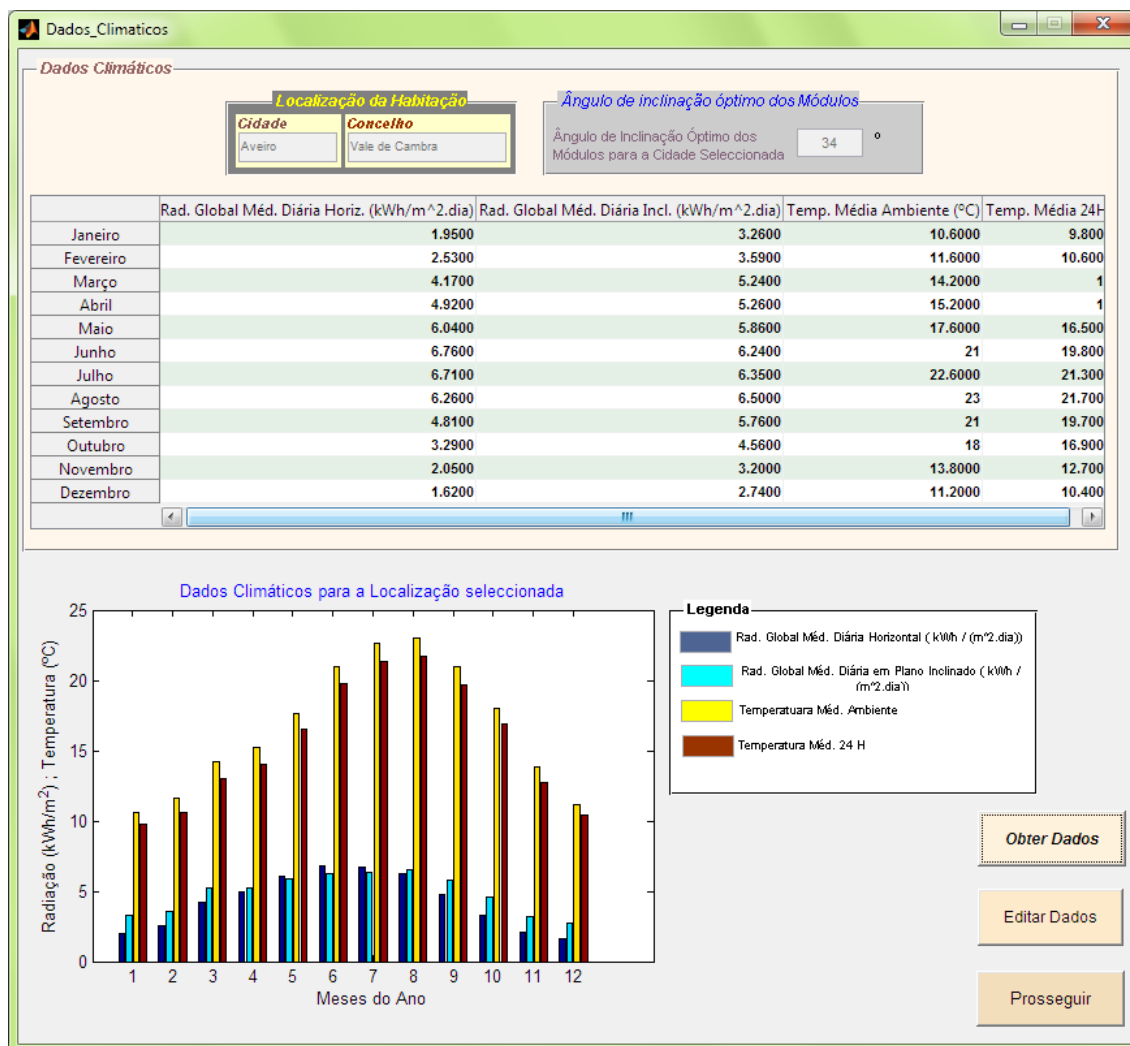 Dados_Climaticos
Dados Climáticos
Localização da Habitação
Cidade Concelho
Aveiro Vale de Cambra
Ângulo de inclinação óptimo dos Módulos
Ângulo de Inclinação Óptimo dos
Módulos para a Cidade Seleccionada
34 º
Rad. Global Méd. Diária Horiz. (kWh/m^2.dia) Rad. Global Méd. Diária Incl. (kWh/m^2.dia) Temp. Média Ambiente (ºC) Temp. Média 24H
Janeiro 1.9500 3.2600 10.6000 9.800
Fevereiro 2.5300 3.5900 11.6000 10.600
Março 4.1700 5.2400 14.2000 1
Abril 4.9200 5.2600 15.2000 1
Maio 6.0400 5.8600 17.6000 16.500
Junho 6.7600 6.2400 21 19.800
Julho 6.7100 6.3500 22.6000 21.300
Agosto 6.2600 6.5000 23 21.700
Setembro 4.8100 5.7600 21 19.700
Outubro 3.2900 4.5600 18 16.900
Novembro 2.0500 3.2000 13.8000 12.700
Dezembro 1.6200 2.7400 11.2000 10.400
Dados Climáticos para a Localização seleccionada
Radiação (kWh/m²) ; Temperatura (ºC)
25
20
15
10
5
0
1 2 3 4 5 6 7 8 9 10 11 12
Meses do Ano
Legenda
Rad. Global Méd. Diária Horizontal ( kWh / (m^2.dia))
Rad. Global Méd. Diária em Plano Inclinado ( kWh /
(m^2.dia))
Temperatuara Méd. Ambiente
Temperatura Méd. 24 H
Obter Dados
Editar Dados
Prosseguir